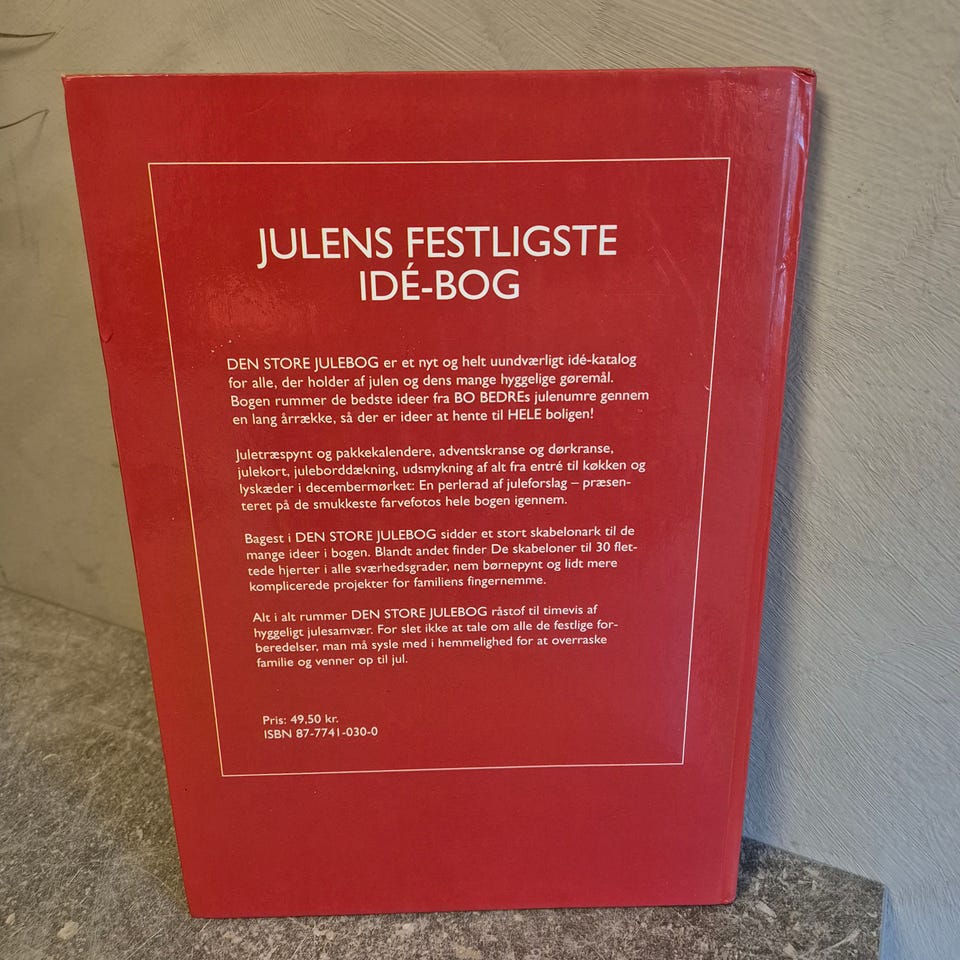 JULENS FESTLIGSTE
IDÉ-BOG
DEN STORE JULEBOG er et nyt og helt uundværligt idé-katalog
for alle, der holder af julen og dens mange hyggelige gøremål.
Bogen rummer de bedste ideer fra BO BEDREs julenumre gennem
en lang årrække, så der er ideer at hente til HELE boligen!
Juletræspynt og pakkekalendere, adventskranse og dørkranse,
julekort, juleborddækning, udsmykning af alt fra entré til køkken og
lyskæder i decembermørket: En perlerad af juleforslag – præsen-
teret på de smukkeste farvefotos hele bogen igennem.
Bagest i DEN STORE JULEBOG sidder et stort skabelonark til de
mange ideer i bogen. Blandt andet finder De skabeloner til 30 flet-
tede hjerter i alle sværhedsgrader, nem børnepynt og lidt mere
komplicerede projekter for familiens fingernemme.
Alt i alt rummer DEN STORE JULEBOG råstof til timevis af
hyggeligt julesamvær. For slet ikke at tale om alle de festlige for-
beredelser, man må sysle med i hemmelighed for at overraske
familie og venner op til jul.
Pris: 49,50 kr.
ISBN 87-7741-030-0